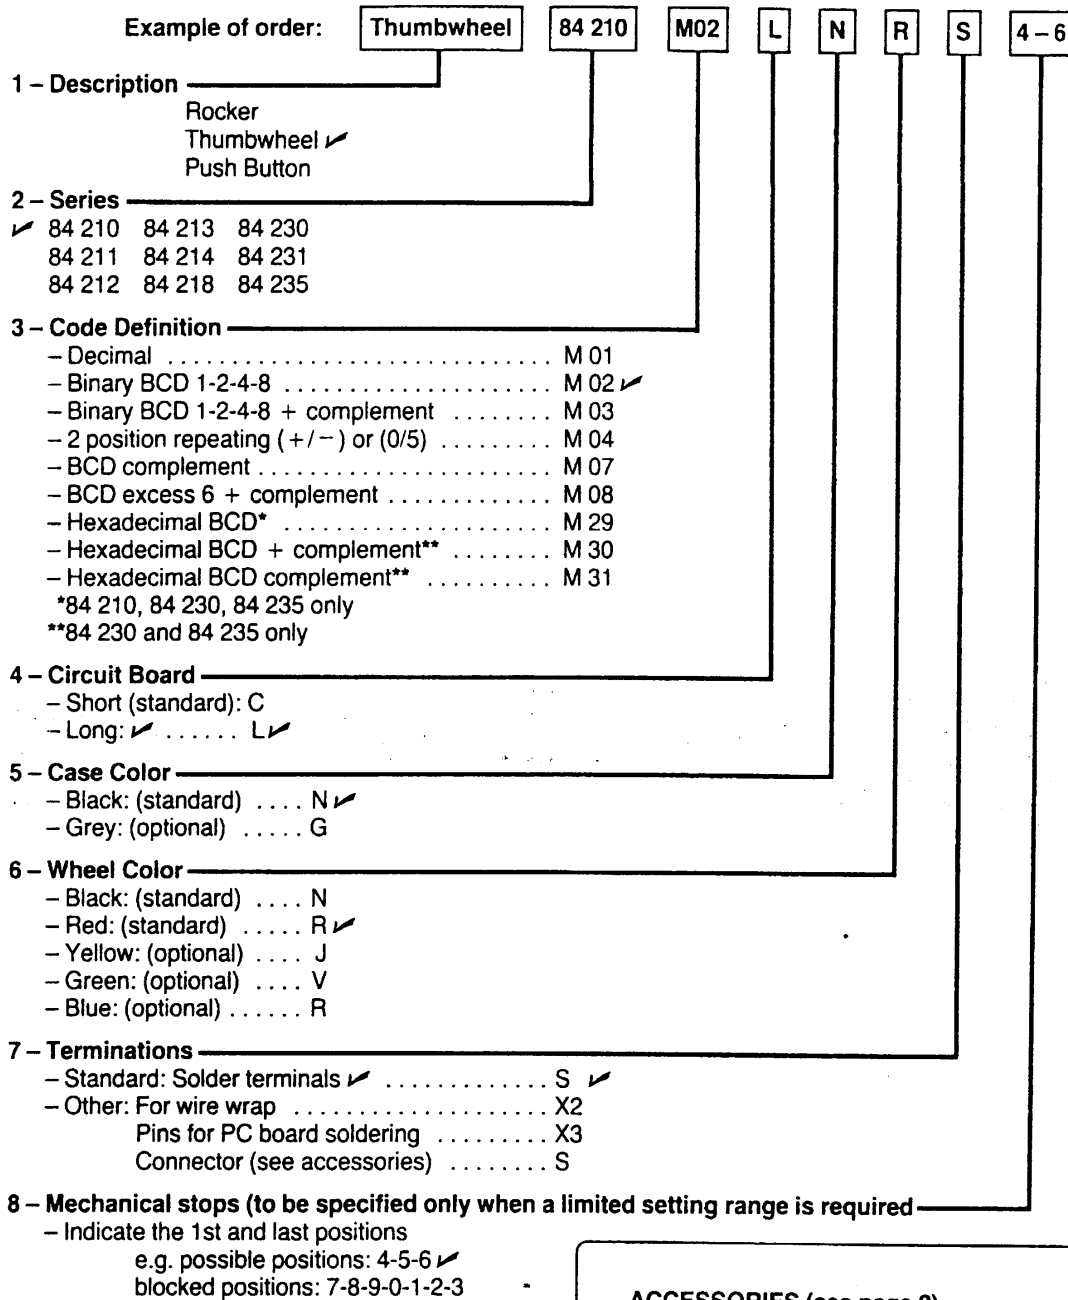 Example of order: Thumbwheel 84 210 M02 L N R S 4 – 6
1 – Description
Rocker
Thumbwheel ✓
Push Button
2 – Series
✓ 84 210 84 213 84 230
84 211 84 214 84 231
84 212 84 218 84 235
3 – Code Definition
– Decimal .............................. M 01
– Binary BCD 1-2-4-8 ..................... M 02 ✓
– Binary BCD 1-2-4-8 + complement ........ M 03
– 2 position repeating (+/−) or (0/5) ......... M 04
– BCD complement ....................... M 07
– BCD excess 6 + complement ............. M 08
– Hexadecimal BCD* ..................... M 29
– Hexadecimal BCD + complement** ........ M 30
– Hexadecimal BCD complement** .......... M 31
*84 210, 84 230, 84 235 only
**84 230 and 84 235 only
4 – Circuit Board
– Short (standard): C
– Long: ✓ ...... L ✓
5 – Case Color
– Black: (standard) .... N ✓
– Grey: (optional) ..... G
6 – Wheel Color
– Black: (standard) .... N
– Red: (standard) ..... R ✓
– Yellow: (optional) .... J
– Green: (optional) .... V
– Blue: (optional) ...... R
7 – Terminations
– Standard: Solder terminals ✓ ............. S ✓
– Other: For wire wrap .................... X2
Pins for PC board soldering ......... X3
Connector (see accessories) ........ S
8 – Mechanical stops (to be specified only when a limited setting range is required
– Indicate the 1st and last positions
e.g. possible positions: 4-5-6 ✓
blocked positions: 7-8-9-0-1-2-3